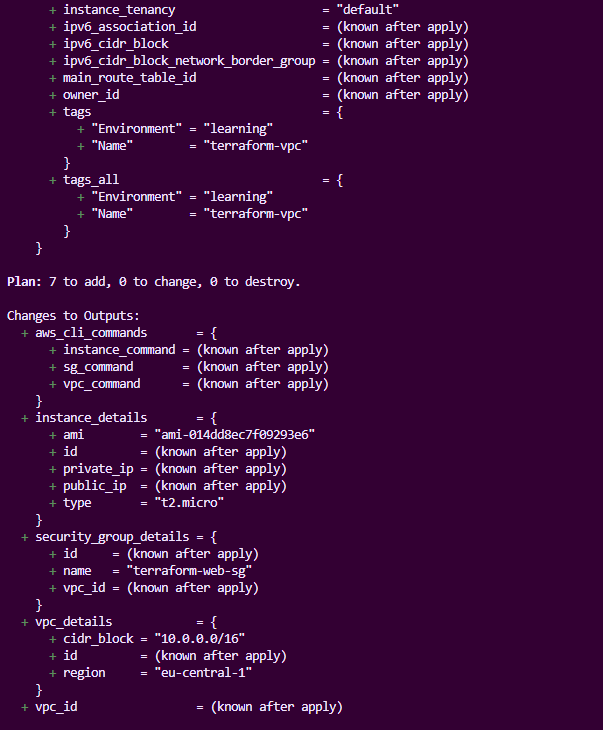 + instance_tenancy                     = "default"
+ ipv6_association_id                  = (known after apply)
+ ipv6_cidr_block                      = (known after apply)
+ ipv6_cidr_block_network_border_group = (known after apply)
+ main_route_table_id                  = (known after apply)
+ owner_id                             = (known after apply)
+ tags                                 = {
+ "Environment" = "learning"
+ "Name"        = "terraform-vpc"
}
+ tags_all                             = {
+ "Environment" = "learning"
+ "Name"        = "terraform-vpc"
}
}
Plan: 7 to add, 0 to change, 0 to destroy.
Changes to Outputs:
+ aws_cli_commands       = {
+ instance_command = (known after apply)
+ sg_command       = (known after apply)
+ vpc_command      = (known after apply)
}
+ instance_details       = {
+ ami        = "ami-014dd8ec7f09293e6"
+ id         = (known after apply)
+ private_ip = (known after apply)
+ public_ip  = (known after apply)
+ type       = "t2.micro"
}
+ security_group_details = {
+ id     = (known after apply)
+ name   = "terraform-web-sg"
+ vpc_id = (known after apply)
}
+ vpc_details            = {
+ cidr_block = "10.0.0.0/16"
+ id         = (known after apply)
+ region     = "eu-central-1"
}
+ vpc_id                 = (known after apply)